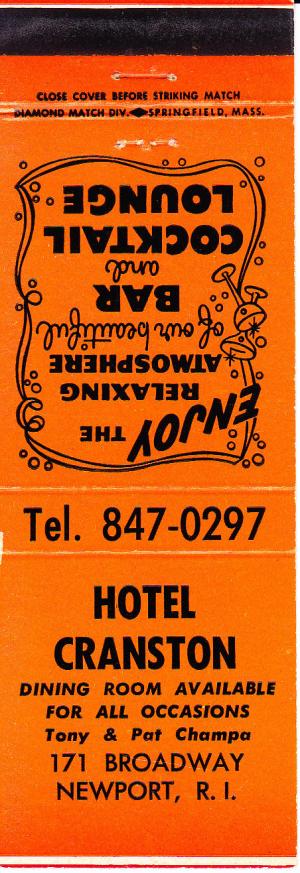 CLOSE COVER BEFORE STRIKING MATCH
DIAMOND MATCH DIV. SPRINGFIELD, MASS.
ENJOY THE
RELAXING
ATMOSPHERE
of our beautiful
BAR
and
COCKTAIL
LOUNGE
Tel. 847-0297
HOTEL
CRANSTON
DINING ROOM AVAILABLE
FOR ALL OCCASIONS
Tony & Pat Champa
171 BROADWAY
NEWPORT, R. I.